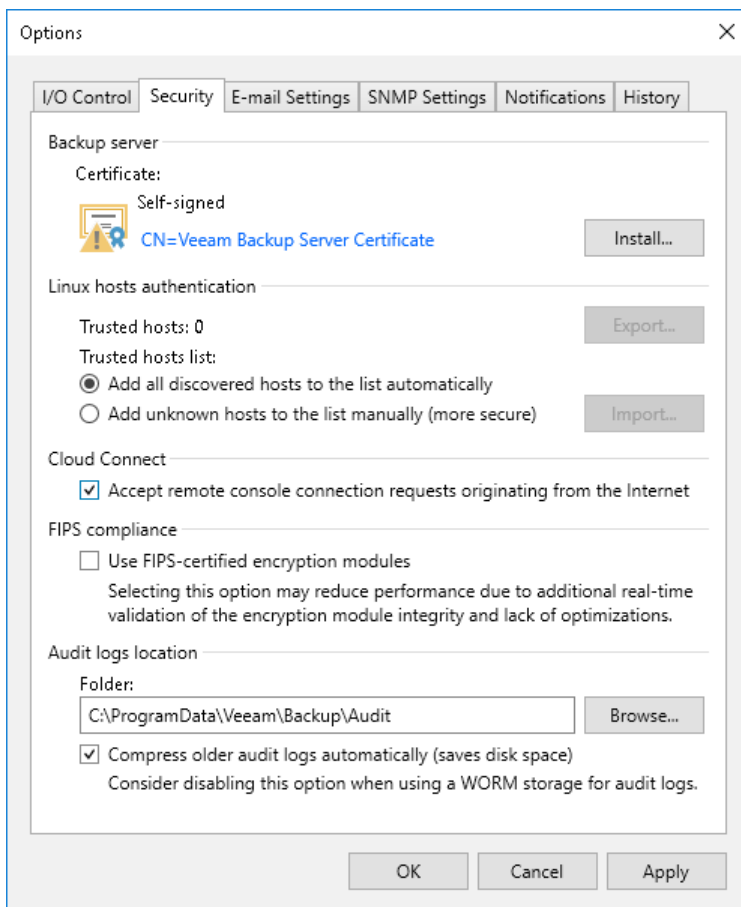 Options
I/O Control Security E-mail Settings SNMP Settings Notifications History
Backup server
Certificate:
Self-signed
CN=Veeam Backup Server Certificate
Install...
Linux hosts authentication
Trusted hosts: 0
Export...
Trusted hosts list:
Add all discovered hosts to the list automatically
Add unknown hosts to the list manually (more secure)
Import...
Cloud Connect
Accept remote console connection requests originating from the Internet
FIPS compliance
Use FIPS-certified encryption modules
Selecting this option may reduce performance due to additional real-time
validation of the encryption module integrity and lack of optimizations.
Audit logs location
Folder:
C:\ProgramData\Veeam\Backup\Audit
Browse...
Compress older audit logs automatically (saves disk space)
Consider disabling this option when using a WORM storage for audit logs.
OK Cancel Apply